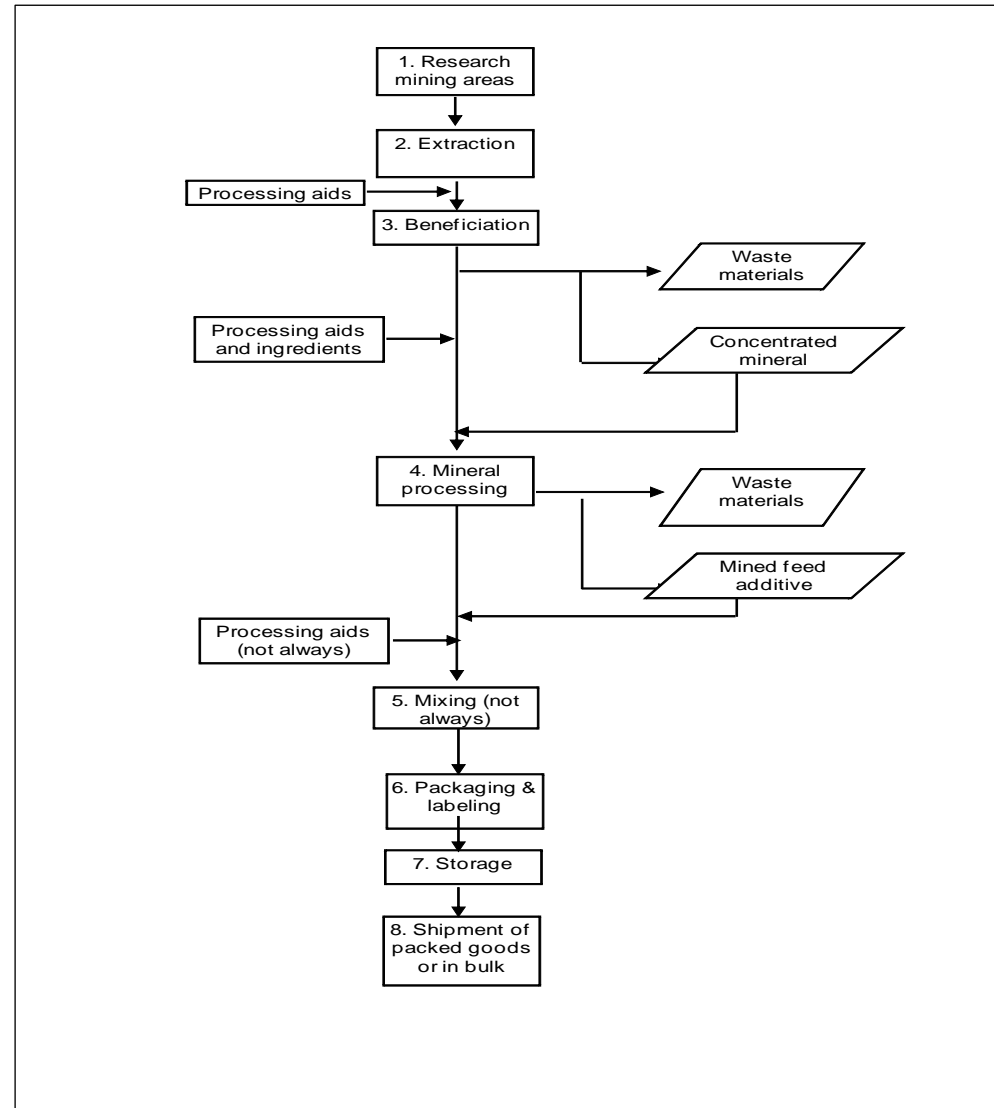 1. Research
mining areas
2. Extraction
Processing aids
3. Beneficiation
Waste
materials
Processing aids
and ingredients
Concentrated
mineral
4. Mineral
processing
Waste
materials
Mined feed
additive
Processing aids
(not always)
5. Mixing (not
always)
6. Packaging &
labeling
7. Storage
8. Shipment of
packed goods
or in bulk